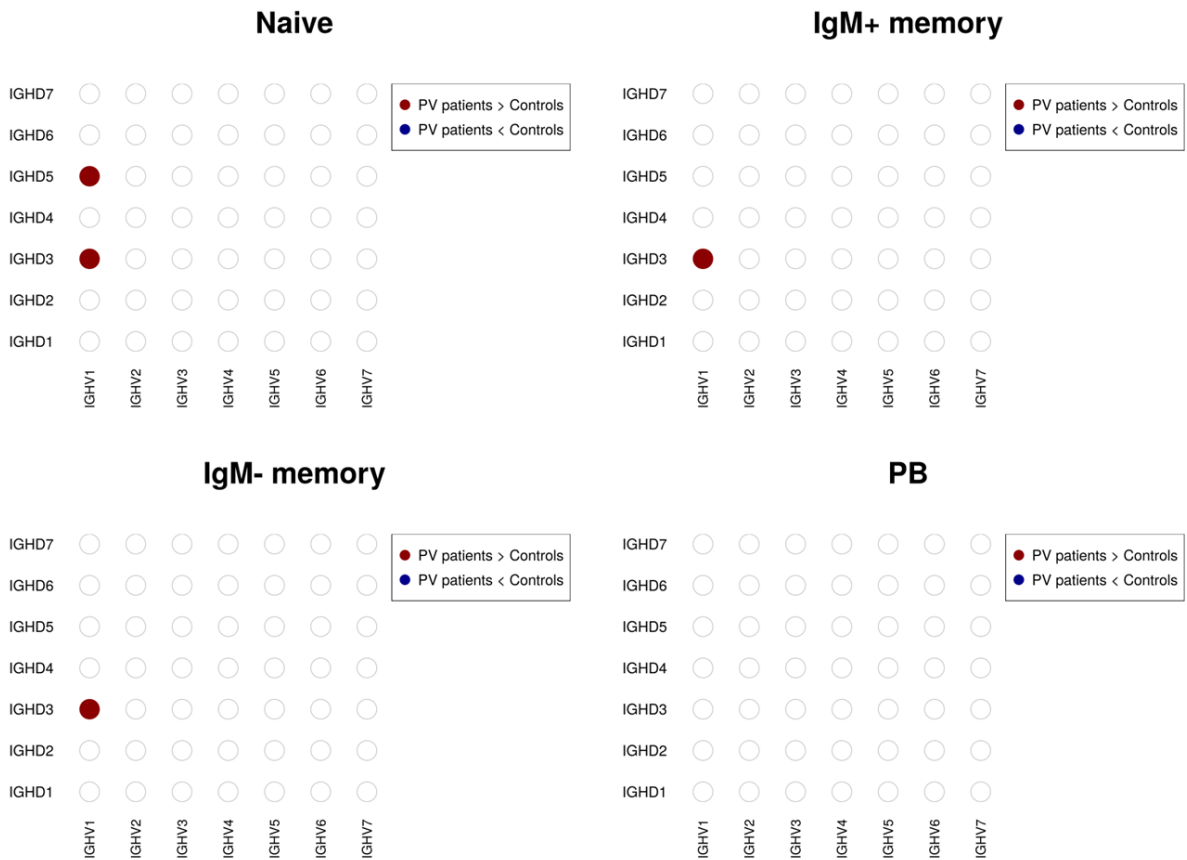 Naive
IGHD7
IGHD6
IGHD5
IGHD4
IGHD3
IGHD2
IGHD1
IGHV1
IGHV2
IGHV3
IGHV4
IGHV5
IGHV6
IGHV7
PV patients > Controls
PV patients < Controls
IgM+ memory
IGHD7
IGHD6
IGHD5
IGHD4
IGHD3
IGHD2
IGHD1
IGHV1
IGHV2
IGHV3
IGHV4
IGHV5
IGHV6
IGHV7
PV patients > Controls
PV patients < Controls
IgM- memory
IGHD7
IGHD6
IGHD5
IGHD4
IGHD3
IGHD2
IGHD1
IGHV1
IGHV2
IGHV3
IGHV4
IGHV5
IGHV6
IGHV7
PV patients > Controls
PV patients < Controls
PB
IGHD7
IGHD6
IGHD5
IGHD4
IGHD3
IGHD2
IGHD1
IGHV1
IGHV2
IGHV3
IGHV4
IGHV5
IGHV6
IGHV7
PV patients > Controls
PV patients < Controls